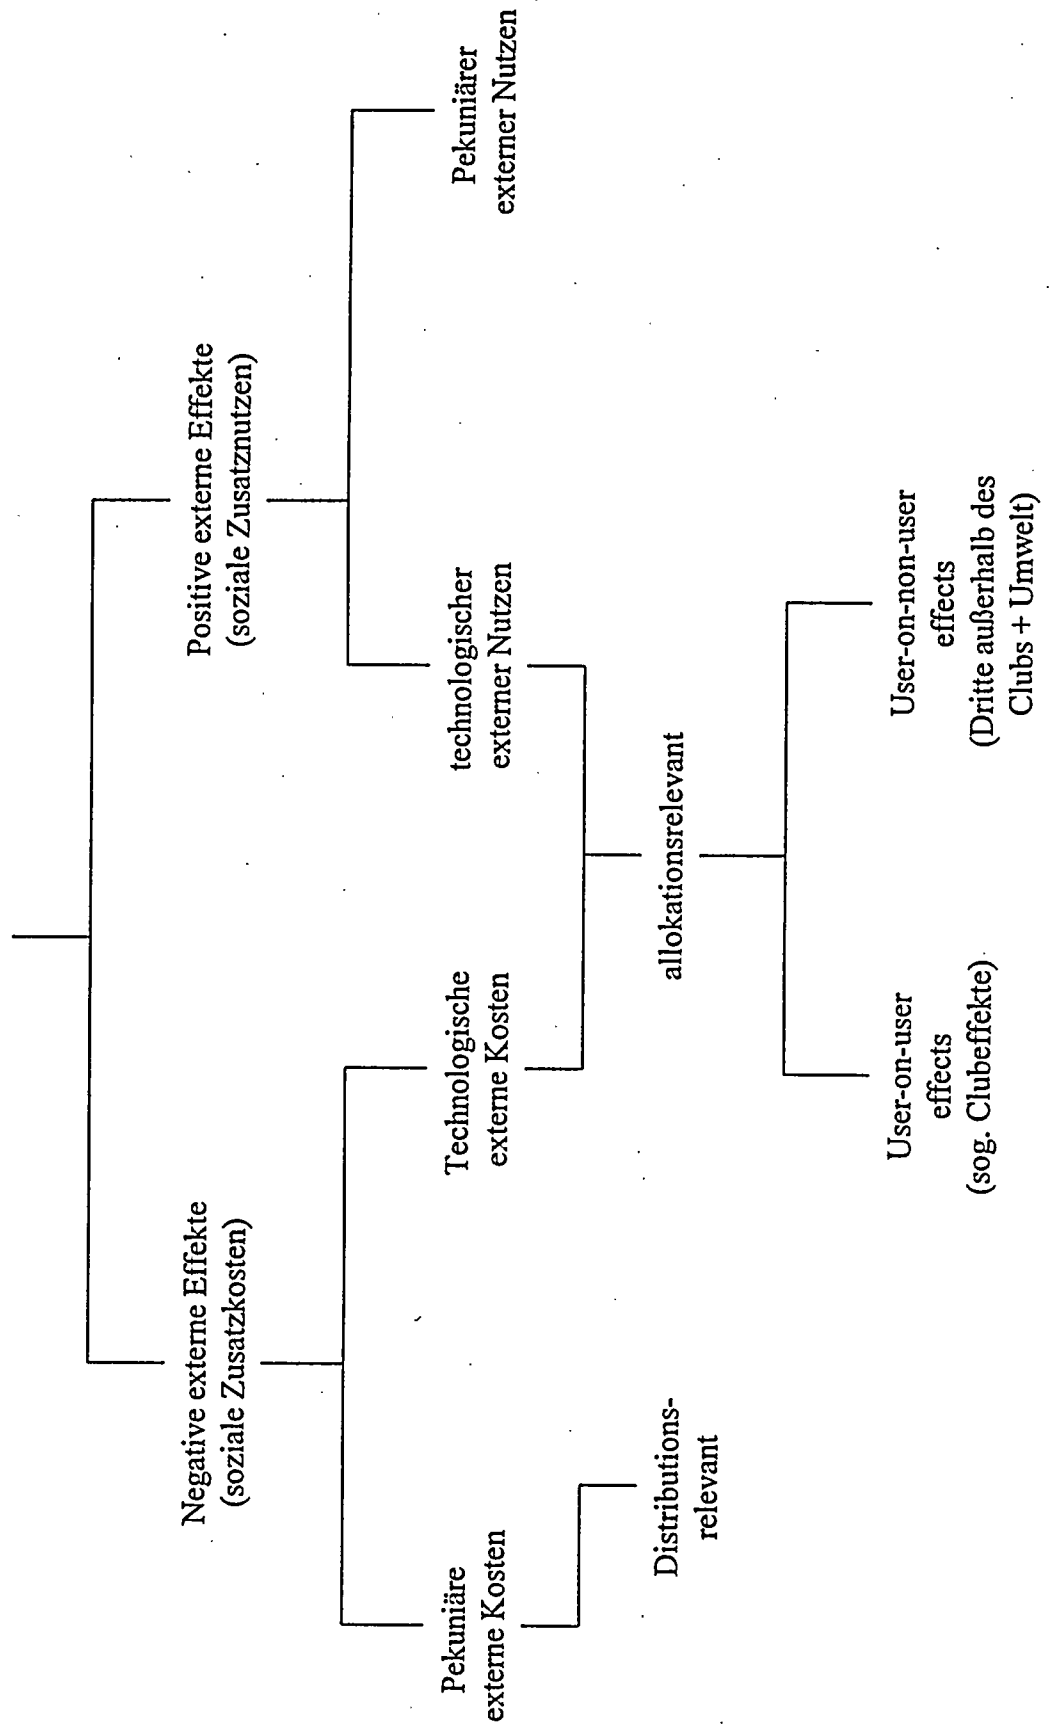 Negative externe Effekte
(soziale Zusatzkosten)
Positive externe Effekte
(soziale Zusatznutzen)
Pekuniäre
externe Kosten
Technologische
externe Kosten
technologischer
externer Nutzen
Pekuniärer
externer Nutzen
Distributions-
relevant
allokationsrelevant
User-on-user
effects
(sog. Clubeffekte)
User-on-non-user
effects
(Dritte außerhalb des
Clubs + Umwelt)